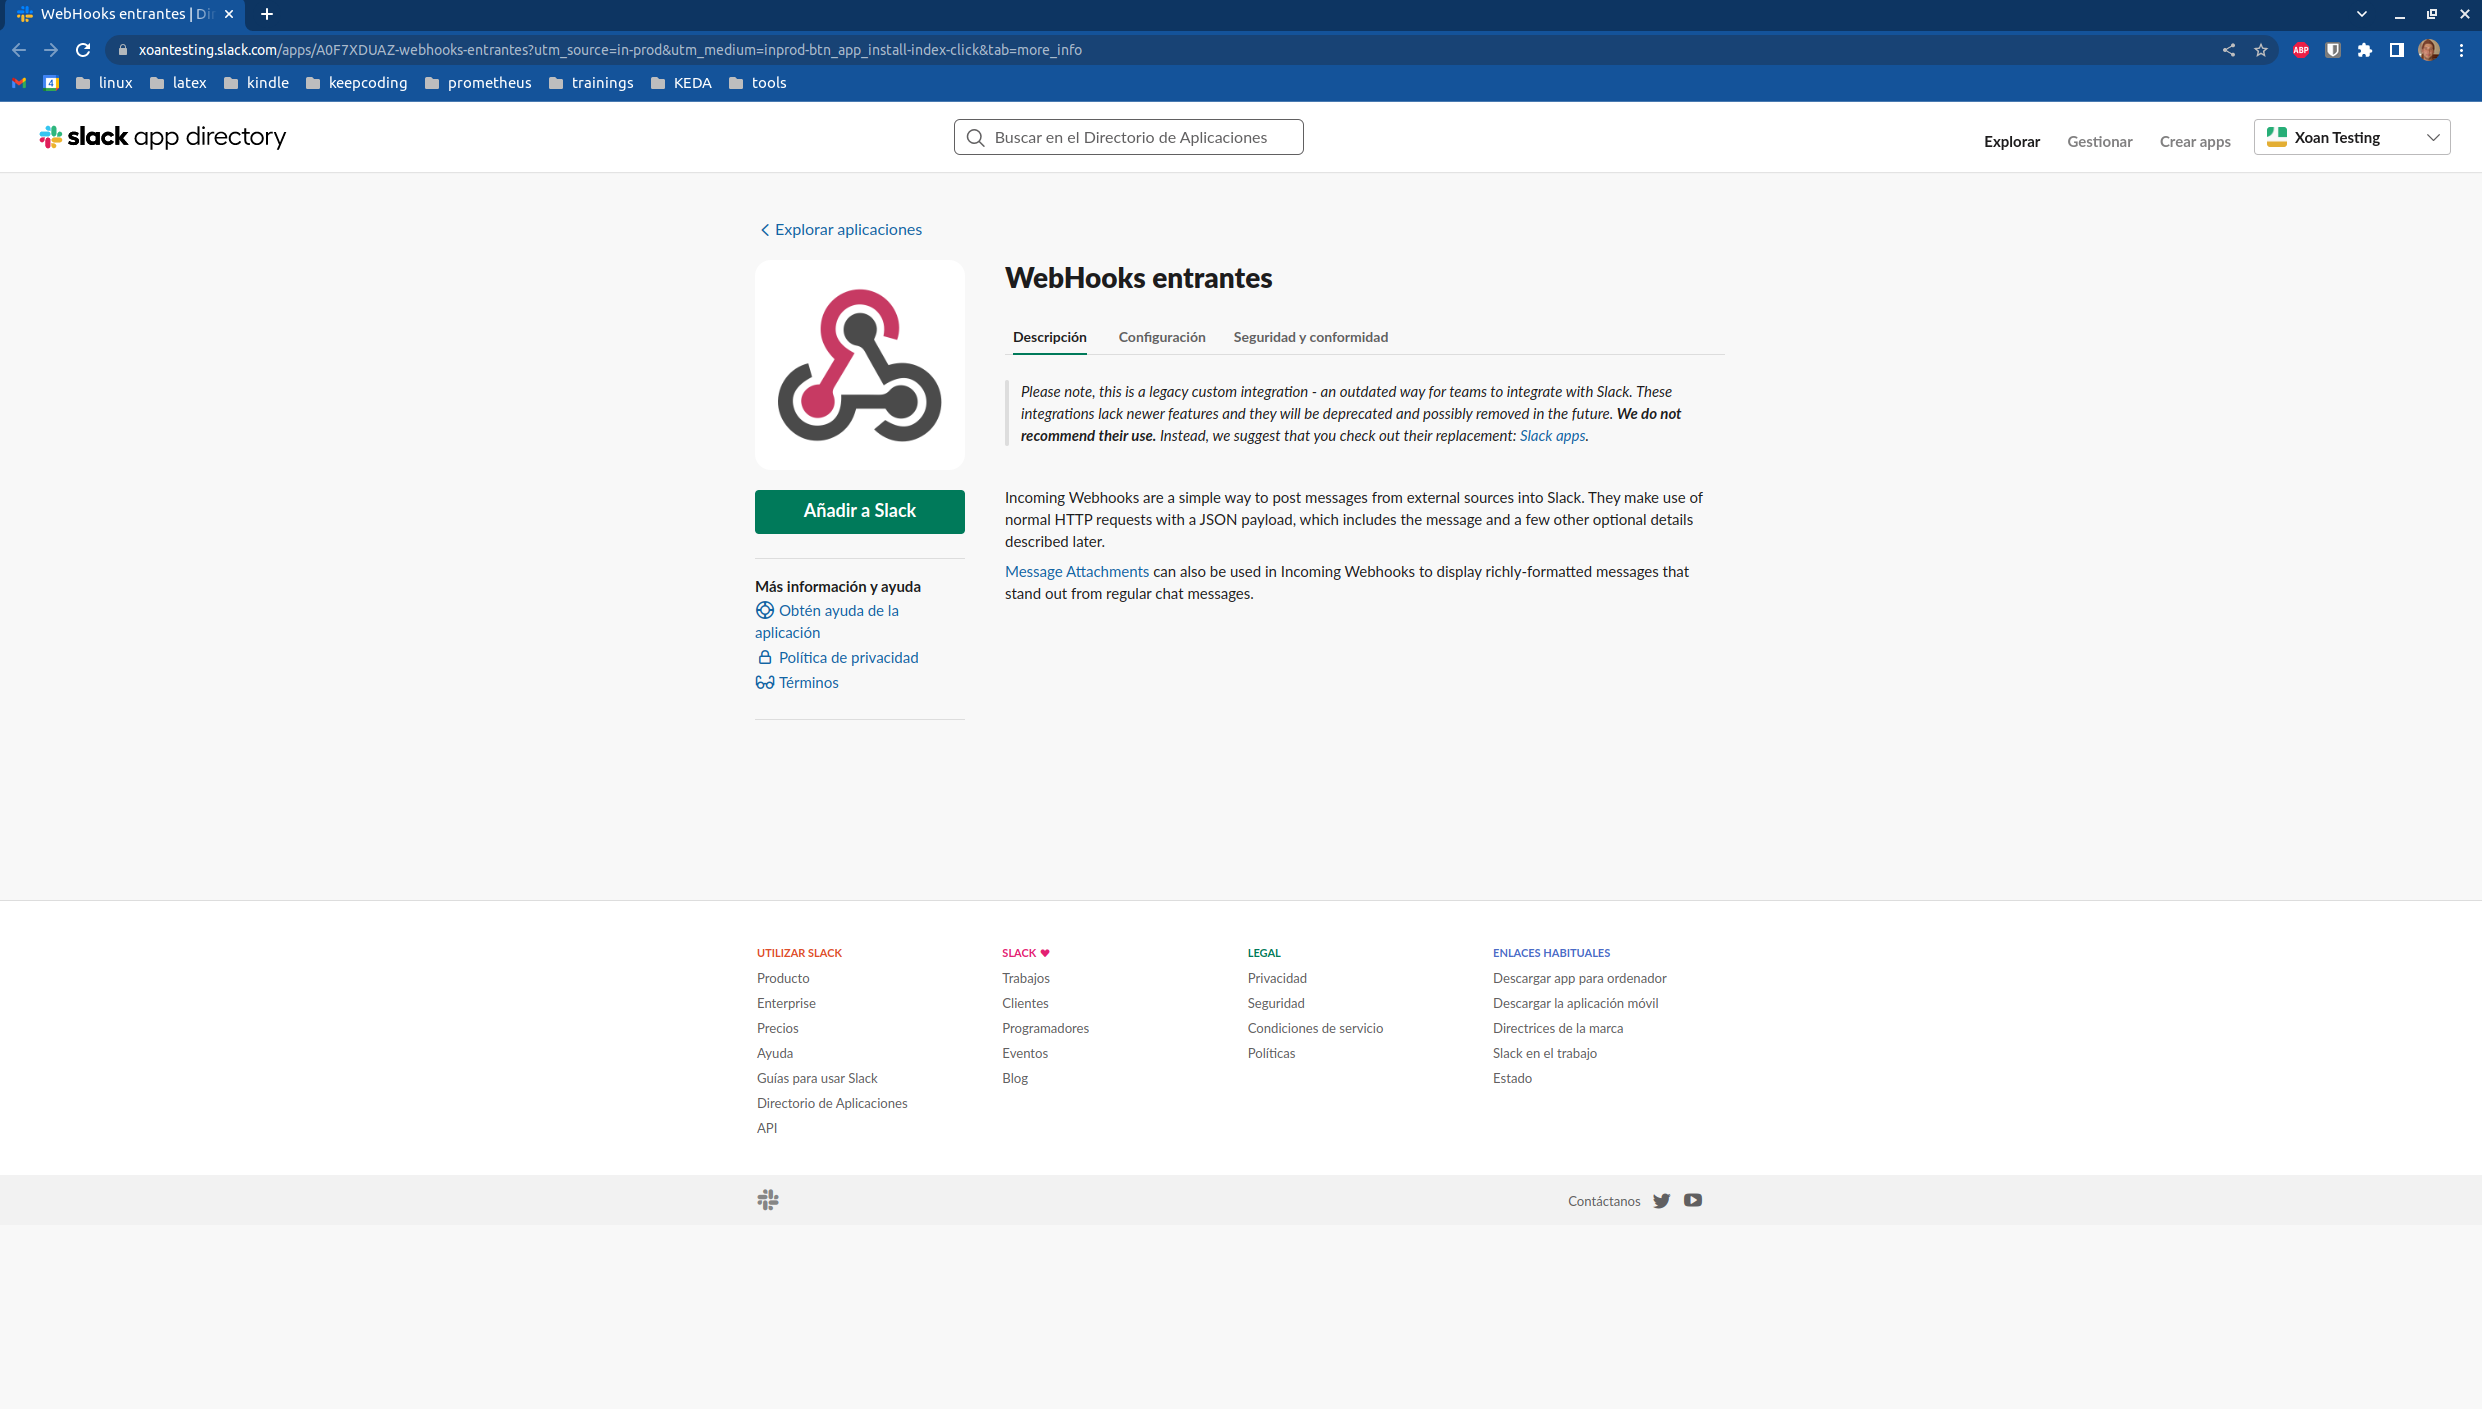 WebHooks entrantes | Dir
xoantesting.slack.com/apps/A0F7XDUAZ-webhooks-entrantes?utm_source=in-prod&utm_medium=inprod-btn_app_install-index-click&tab=more_info
ABP
4 linux latex kindle keepcoding prometheus trainings KEDA tools
slack app directory
Buscar en el Directorio de Aplicaciones
Explorar Gestionar Crear apps Xoan Testing
Explorar aplicaciones
WebHooks entrantes
Descripción Configuración Seguridad y conformidad
Please note, this is a legacy custom integration - an outdated way for teams to integrate with Slack. These
integrations lack newer features and they will be deprecated and possibly removed in the future. We do not
recommend their use. Instead, we suggest that you check out their replacement: Slack apps.
Añadir a Slack
Incoming Webhooks are a simple way to post messages from external sources into Slack. They make use of
normal HTTP requests with a JSON payload, which includes the message and a few other optional details
described later.
Message Attachments can also be used in Incoming Webhooks to display richly-formatted messages that
stand out from regular chat messages.
Más información y ayuda
Obtén ayuda de la
aplicación
Política de privacidad
Términos
UTILIZAR SLACK
Producto
Enterprise
Precios
Ayuda
Guías para usar Slack
Directorio de Aplicaciones
API
SLACK ♥
Trabajos
Clientes
Programadores
Eventos
Blog
LEGAL
Privacidad
Seguridad
Condiciones de servicio
Políticas
ENLACES HABITUALES
Descargar app para ordenador
Descargar la aplicación móvil
Directrices de la marca
Slack en el trabajo
Estado
Contáctanos